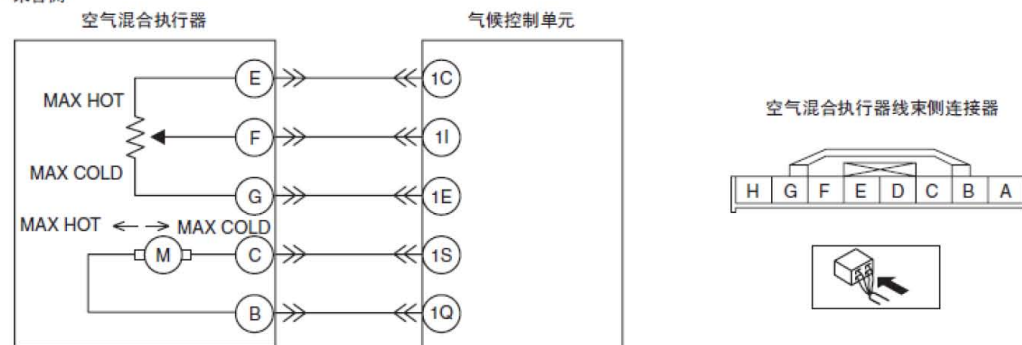 空气混合执行器
气候控制单元
E
1C
MAX HOT
空气混合执行器线束侧连接器
F
1I
MAX COLD
H G F E D C B A
G
1E
MAX HOT
MAX COLD
M
C
1S
B
1Q